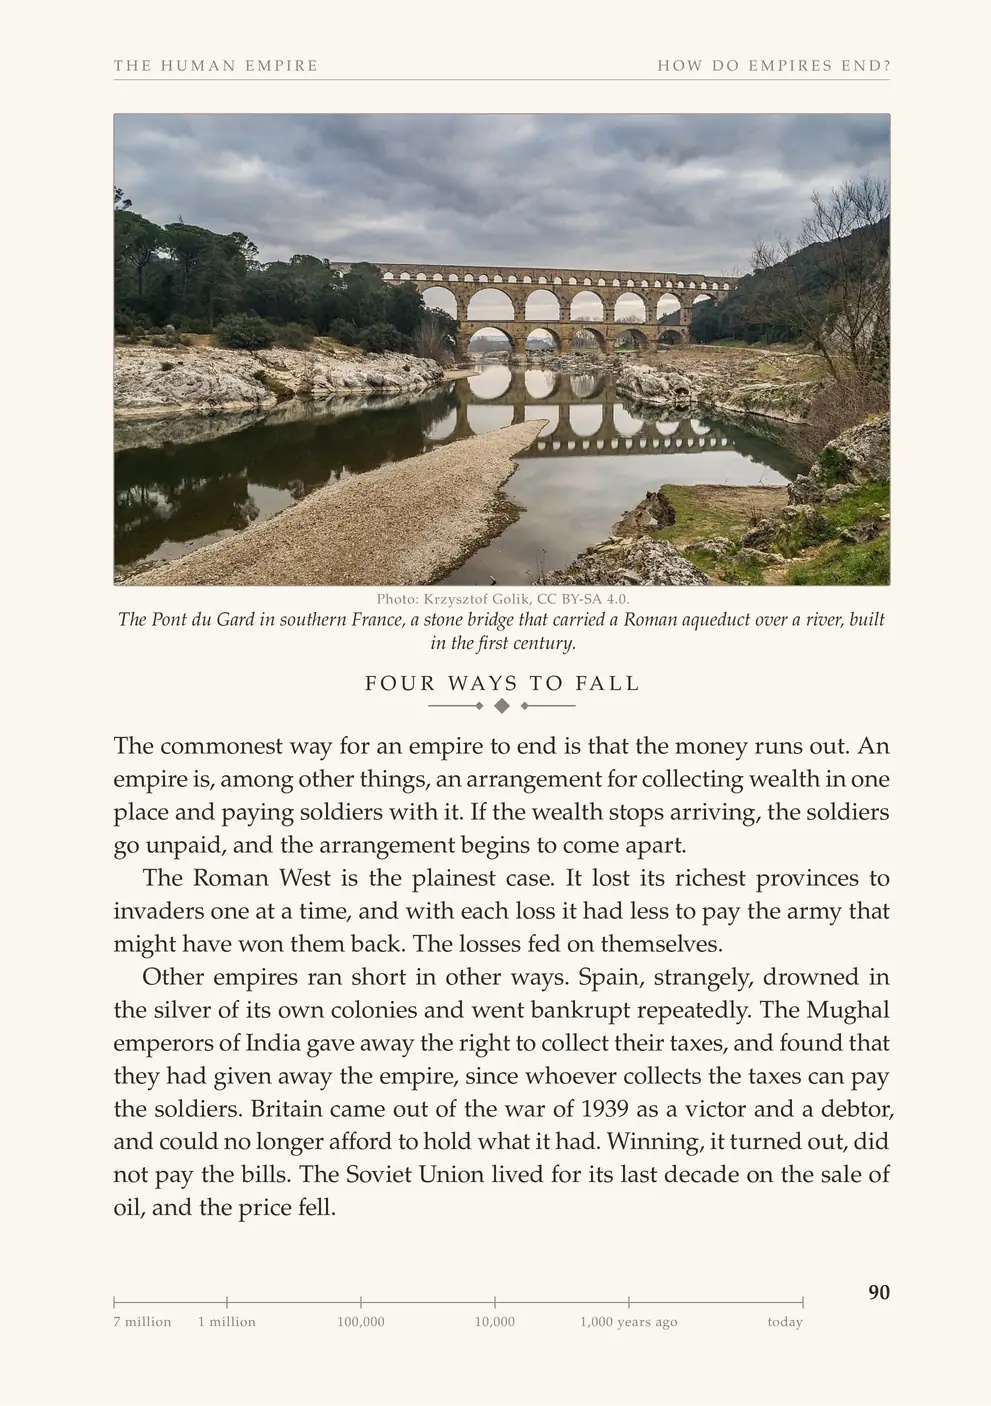 THE HUMAN EMPIRE
HOW DO EMPIRES END?
Photo: Krzysztof Golik, CC BY-SA 4.0.
The Pont du Gard in southern France, a stone bridge that carried a Roman aqueduct over a river, built
in the first century.
FOUR WAYS TO FALL
The commonest way for an empire to end is that the money runs out. An
empire is, among other things, an arrangement for collecting wealth in one
place and paying soldiers with it. If the wealth stops arriving, the soldiers
go unpaid, and the arrangement begins to come apart.
The Roman West is the plainest case. It lost its richest provinces to
invaders one at a time, and with each loss it had less to pay the army that
might have won them back. The losses fed on themselves.
Other empires ran short in other ways. Spain, strangely, drowned in
the silver of its own colonies and went bankrupt repeatedly. The Mughal
emperors of India gave away the right to collect their taxes, and found that
they had given away the empire, since whoever collects the taxes can pay
the soldiers. Britain came out of the war of 1939 as a victor and a debtor,
and could no longer afford to hold what it had. Winning, it turned out, did
not pay the bills. The Soviet Union lived for its last decade on the sale of
oil, and the price fell.
90
7 million 1 million 100,000 10,000 1,000 years ago today